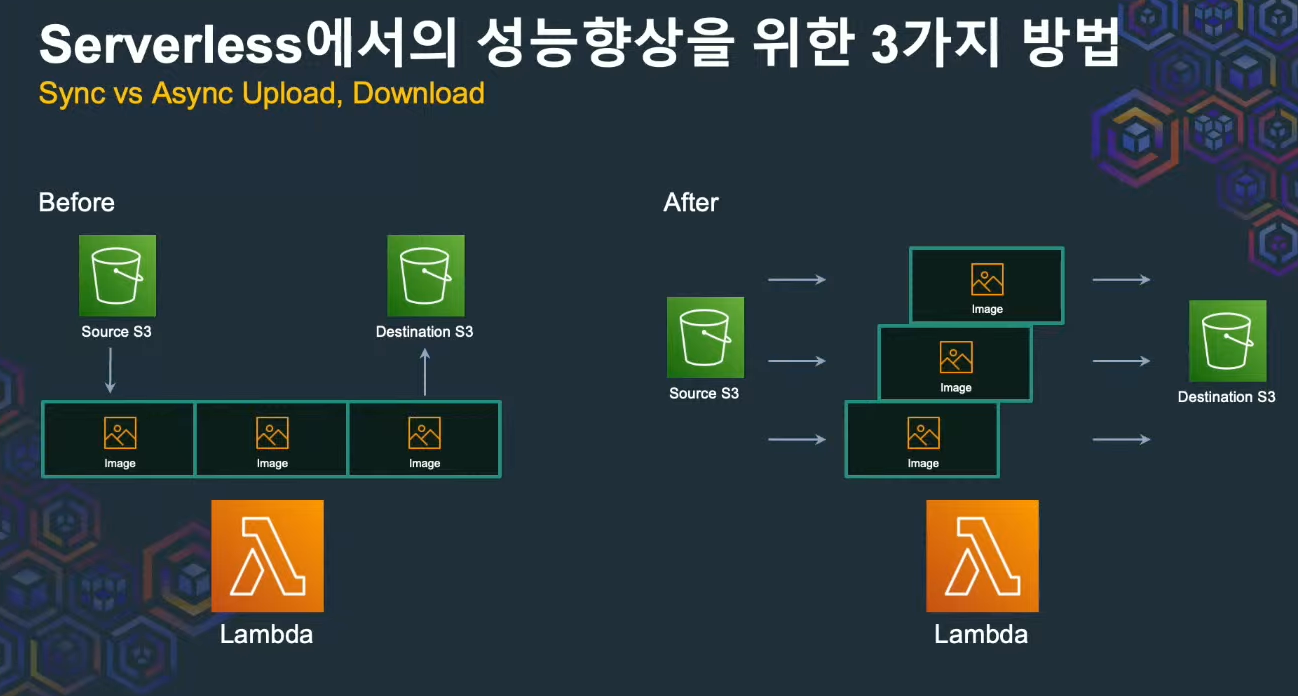 Serverless에서의 성능향상을 위한 3가지 방법
Sync vs Async Upload, Download
Before
Source S3
Destination S3
Image
Image
Image
Lambda
After
Source S3
Image
Image
Image
Destination S3
Lambda